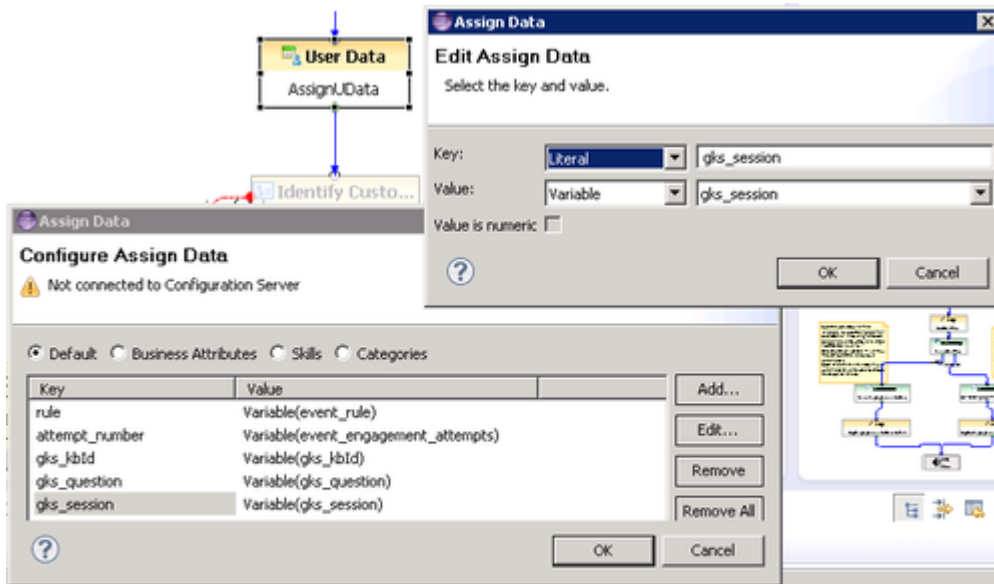 User Data
AssignUData
Identify Custo...
Assign Data
Edit Assign Data
Select the key and value.
Key: Literal gks_session
Value: Variable gks_session
Value is numeric
OK Cancel
Assign Data
Configure Assign Data
Not connected to Configuration Server
Default Business Attributes Skills Categories
Key Value
rule Variable(event_rule)
attempt_number Variable(event_engagement_attempts)
gks_kbId Variable(gks_kbId)
gks_question Variable(gks_question)
gks_session Variable(gks_session)
Add...
Edit...
Remove
Remove All
OK Cancel